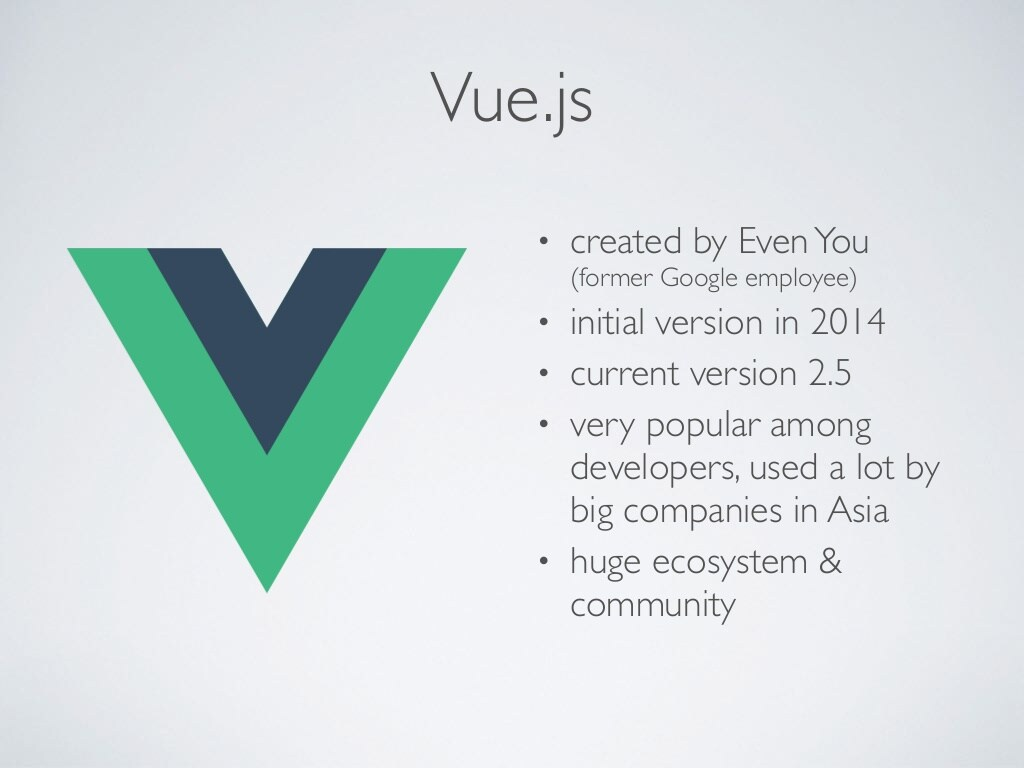 Vue.js
• created by Even You
(former Google employee)
• initial version in 2014
• current version 2.5
• very popular among
developers, used a lot by
big companies in Asia
• huge ecosystem &
community